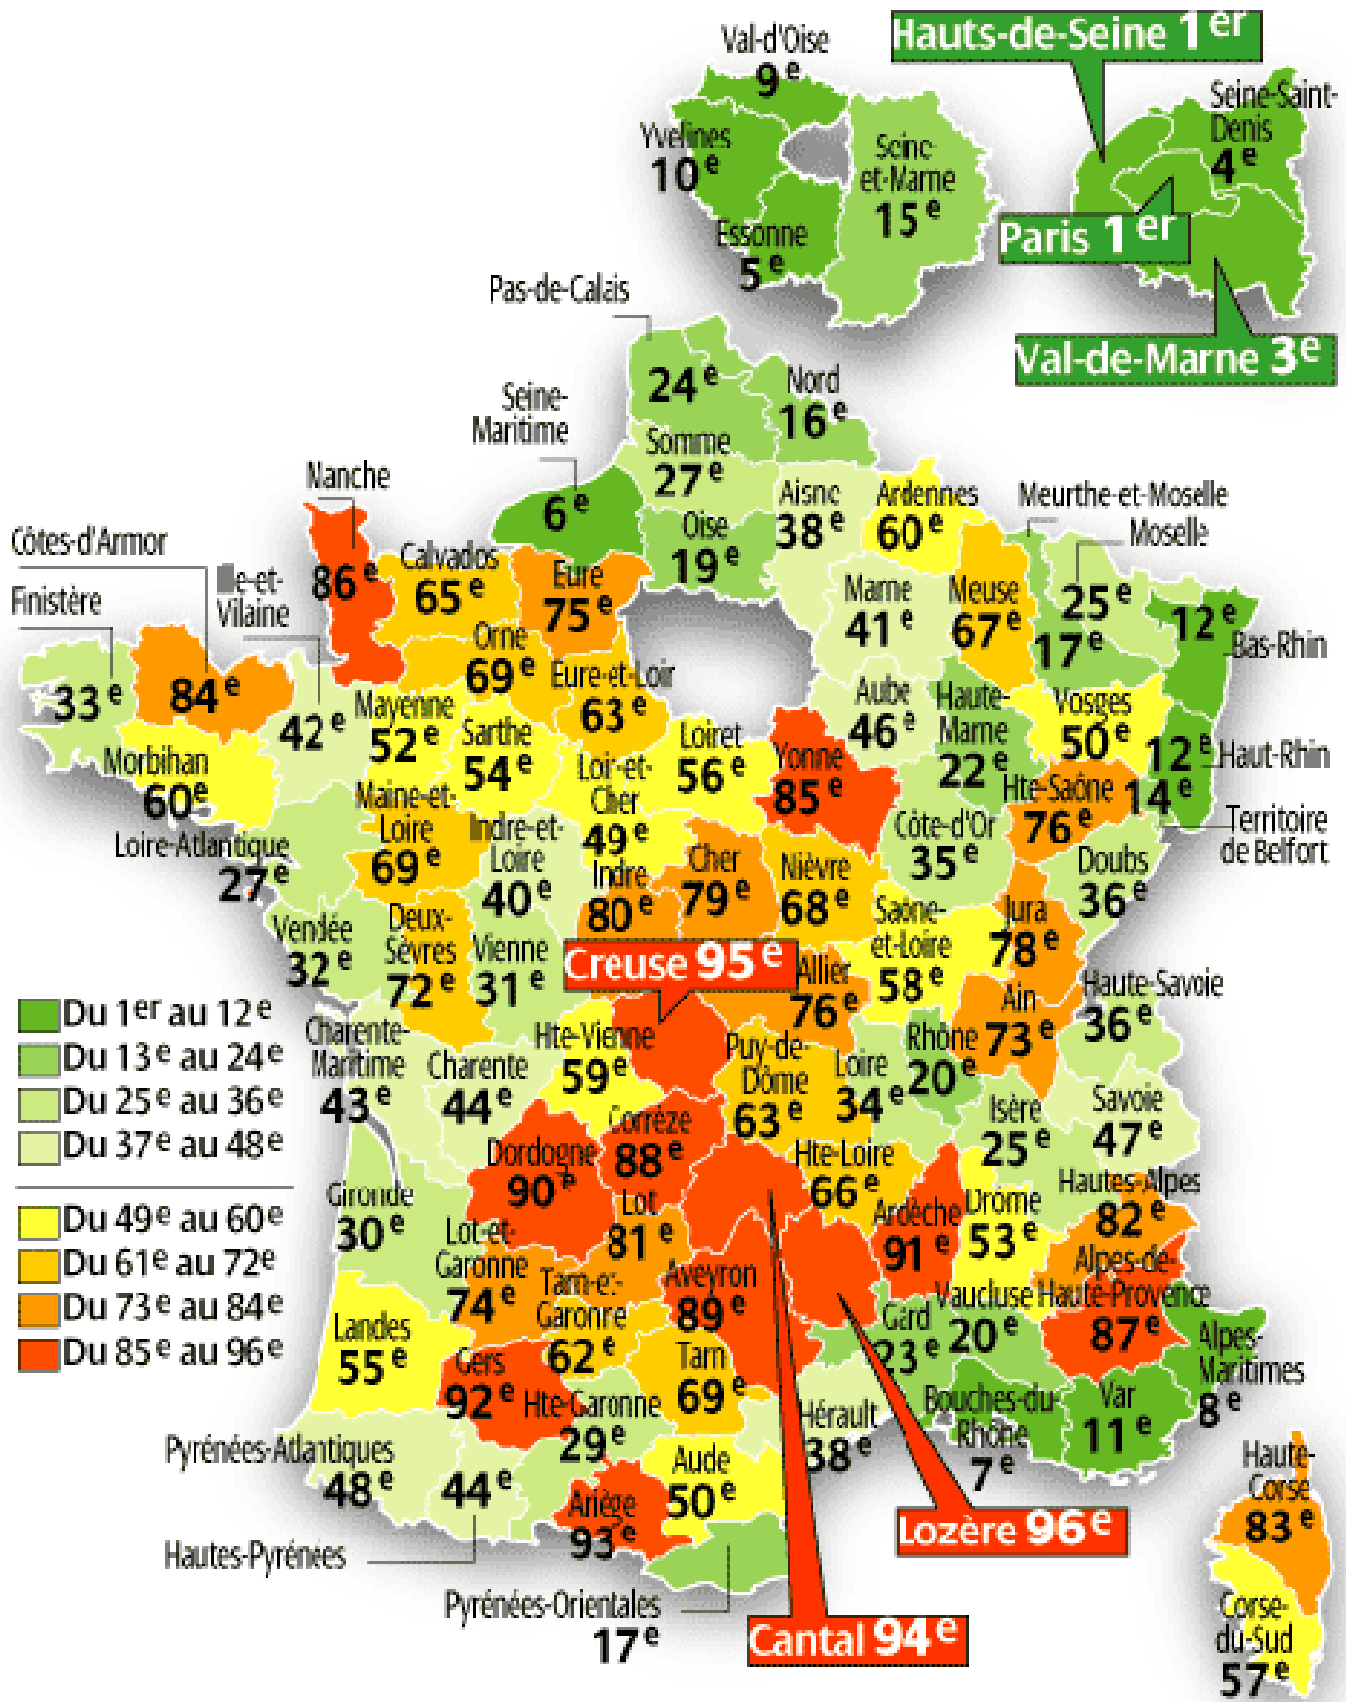 Hauts-de-Seine 1er
Val-d'Oise
9e
Seine-Saint-
Denis
4e
Yvelines
10e
Seine-
et-Marne
15e
Paris 1er
Essonne
5e
Val-de-Marne 3e
Pas-de-Calais
24e
Nord
16e
Seine-
Maritime
6e
Somme
27e
Nanche
86e
Aisne
38e
Ardennes
60e
Meurthe-et-Moselle
17e
Moselle
25e
Oise
19e
Côtes-d'Armor
84e
Calvados
65e
Eure
75e
Ille-et-
Vilaine
42e
Finistère
33e
Marne
41e
Meuse
67e
12e
Bas-Rhin
Orne
69e
Eure-et-Loir
63e
Mayenne
52e
Sarthe
54e
Loiret
56e
Aube
46e
Haute-
Marne
22e
Vosges
50e
12e
Haut-Rhin
Morbihan
60e
Yonne
85e
Loir-et-
Cher
49e
Hte-Saône
76e
14e
Territoire
de Belfort
Maine-et-
Loire
69e
Indre-et-
Loire
40e
Côte-d'Or
35e
Loire-Atlantique
27e
Indre
80e
Cher
79e
Nièvre
68e
Doubs
36e
Vendée
32e
Deux-
Sèvres
72e
Vienne
31e
Saône-
et-Loire
58e
Jura
78e
Creuse 95e
Allier
76e
Haute-Savoie
36e
Ain
73e
Du 1er au 12e
Du 13e au 24e
Du 25e au 36e
Du 37e au 48e
Du 49e au 60e
Du 61e au 72e
Du 73e au 84e
Du 85e au 96e
Charente-
Maritime
43e
Charente
44e
Hte-Vienne
59e
Puy-de-
Dôme
63e
Loire
34e
Rhône
20e
Isère
25e
Savoie
47e
Corrèze
88e
Dordogne
90e
Hte-Loire
66e
Gironde
30e
Lot
81e
Ardèche
91e
Drôme
53e
Hautes-Alpes
82e
Lot-et-
Garonne
74e
Tarn-et-
Garonne
62e
Aveyron
89e
Alpes-de-
Haute-Provence
87e
Vaucluse
20e
Gard
23e
Landes
55e
Gers
92e
Tarn
69e
Alpes-
Maritimes
8e
Hte-Garonne
29e
Hérault
38e
Bouches-du-
Rhône
7e
Var
11e
Pyrénées-Atlantiques
48e
44e
Hautes-Pyrénées
Ariège
93e
Aude
50e
Haute-
Corse
83e
Lozère 96e
Pyrénées-Orientales
17e
Cantal 94e
Corse-
du-Sud
57e